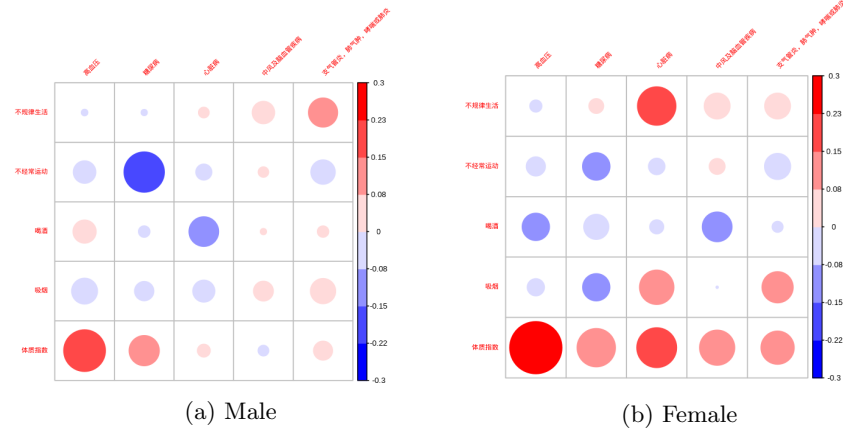 高血压
糖尿病
心脏病
中风及脑血管疾病
支气管炎，肺气肿，哮喘或肺炎
不规律生活
不经常运动
喝酒
吸烟
体质指数
0.3
0.23
0.15
0.08
0
-0.08
-0.15
-0.22
-0.3
(a) Male
高血压
糖尿病
心脏病
中风及脑血管疾病
支气管炎，肺气肿，哮喘或肺炎
不规律生活
不经常运动
喝酒
吸烟
体质指数
0.3
0.23
0.15
0.08
0
-0.08
-0.15
-0.22
-0.3
(b) Female